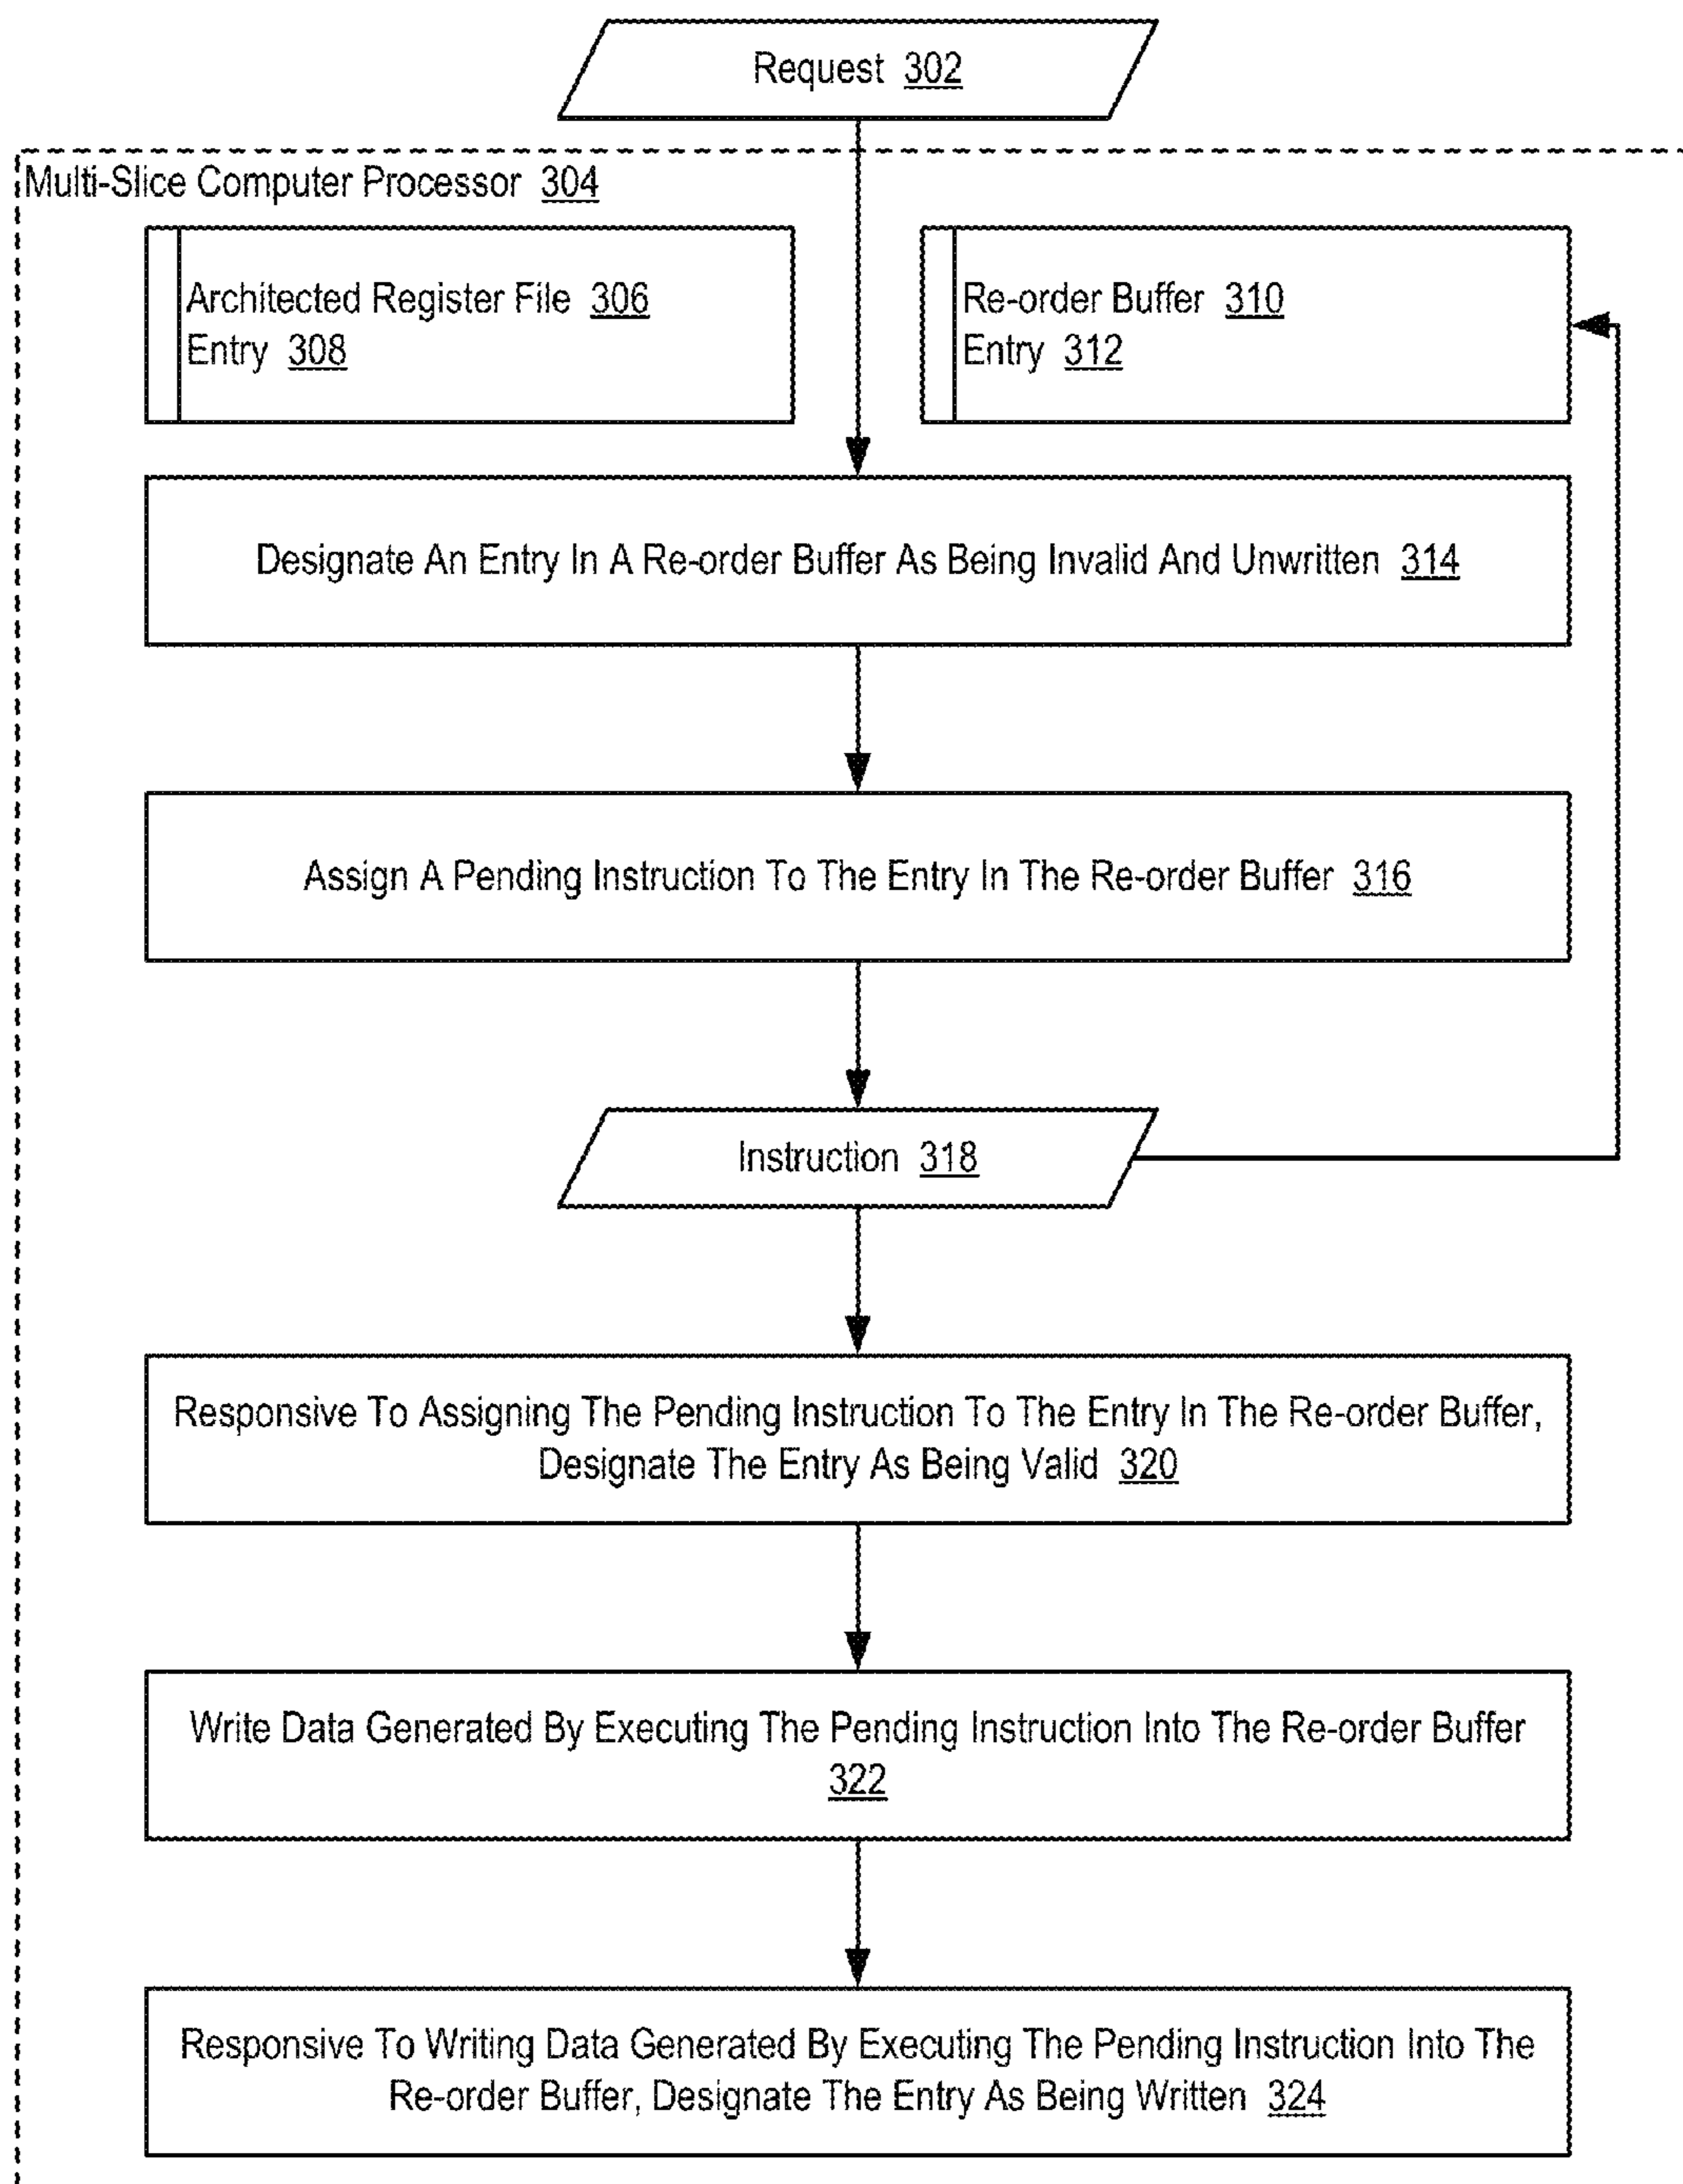 Request 302
Multi-Slice Computer Processor 304
Architected Register File 306
Entry 308
Re-order Buffer 310
Entry 312
Designate An Entry In A Re-order Buffer As Being Invalid And Unwritten 314
Assign A Pending Instruction To The Entry In The Re-order Buffer 316
Instruction 318
Responsive To Assigning The Pending Instruction To The Entry In The Re-order Buffer,
Designate The Entry As Being Valid 320
Write Data Generated By Executing The Pending Instruction Into The Re-order Buffer
322
Responsive To Writing Data Generated By Executing The Pending Instruction Into The
Re-order Buffer, Designate The Entry As Being Written 324